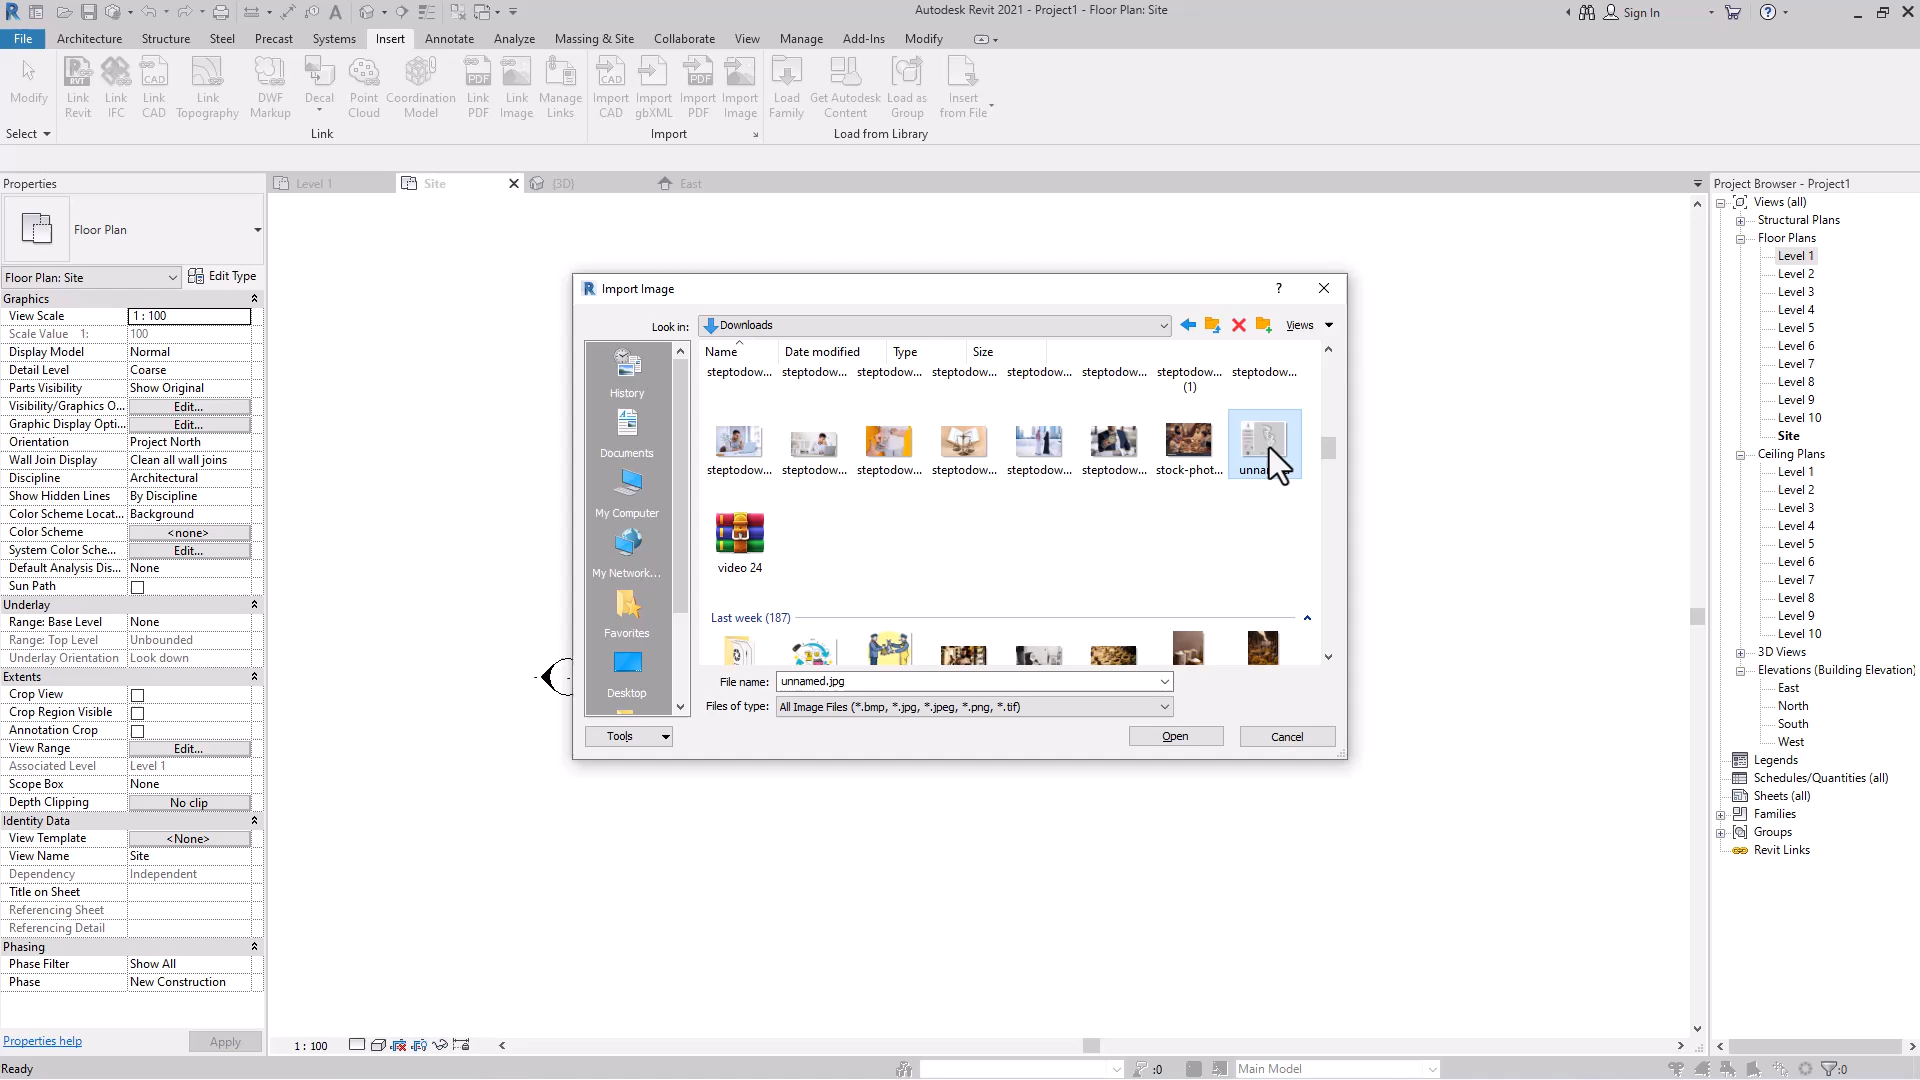 Autodesk Revit 2021 - Project1 - Floor Plan: Site
Sign In
File Architecture Structure Steel Precast Systems Insert Annotate Analyze Massing & Site Collaborate View Manage Add-Ins Modify
Modify
Link Revit
Link IFC
Link CAD
Link Topography
DWF Markup
Decal
Point Cloud
Coordination Model
Link PDF
Link Image
Manage Links
Import CAD
Import gbXML
Import PDF
Import Image
Load Family
Get Autodesk Content
Load as Group
Insert from File
Select Link Import Load from Library
Properties
Level 1 Site {3D} East
Project Browser - Project1
Floor Plan
Floor Plan: Site Edit Type
Graphics
View Scale 1 : 100
Scale Value 1: 100
Display Model Normal
Detail Level Coarse
Parts Visibility Show Original
Visibility/Graphics O... Edit...
Graphic Display Opti... Edit...
Orientation Project North
Wall Join Display Clean all wall joins
Discipline Architectural
Show Hidden Lines By Discipline
Color Scheme Locat... Background
Color Scheme <none>
System Color Sche... Edit...
Default Analysis Dis... None
Sun Path
Underlay
Range: Base Level None
Range: Top Level Unbounded
Underlay Orientation Look down
Extents
Crop View
Crop Region Visible
Annotation Crop
View Range Edit...
Associated Level Level 1
Scope Box None
Depth Clipping No clip
Identity Data
View Template <None>
View Name Site
Dependency Independent
Title on Sheet
Referencing Sheet
Referencing Detail
Phasing
Phase Filter Show All
Phase New Construction
Properties help Apply
Import Image ?
Look in: Downloads Views
History
Documents
My Computer
My Network...
Favorites
Desktop
Name Date modified Type Size
steptodow... steptodow... steptodow... steptodow... steptodow... steptodow... steptodow... (1) steptodow...
steptodow... steptodow... steptodow... steptodow... steptodow... steptodow... stock-phot...
video 24
Last week (187)
File name: unnamed.jpg
Files of type: All Image Files (*.bmp, *.jpg, *.jpeg, *.png, *.tif)
Tools Open Cancel
Views (all)
Structural Plans
Floor Plans
Level 1
Level 2
Level 3
Level 4
Level 5
Level 6
Level 7
Level 8
Level 9
Level 10
Site
Ceiling Plans
Level 1
Level 2
Level 3
Level 4
Level 5
Level 6
Level 7
Level 8
Level 9
Level 10
3D Views
Elevations (Building Elevation)
East
North
South
West
Legends
Schedules/Quantities (all)
Sheets (all)
Families
Groups
Revit Links
1 : 100
Ready :0 Main Model :0